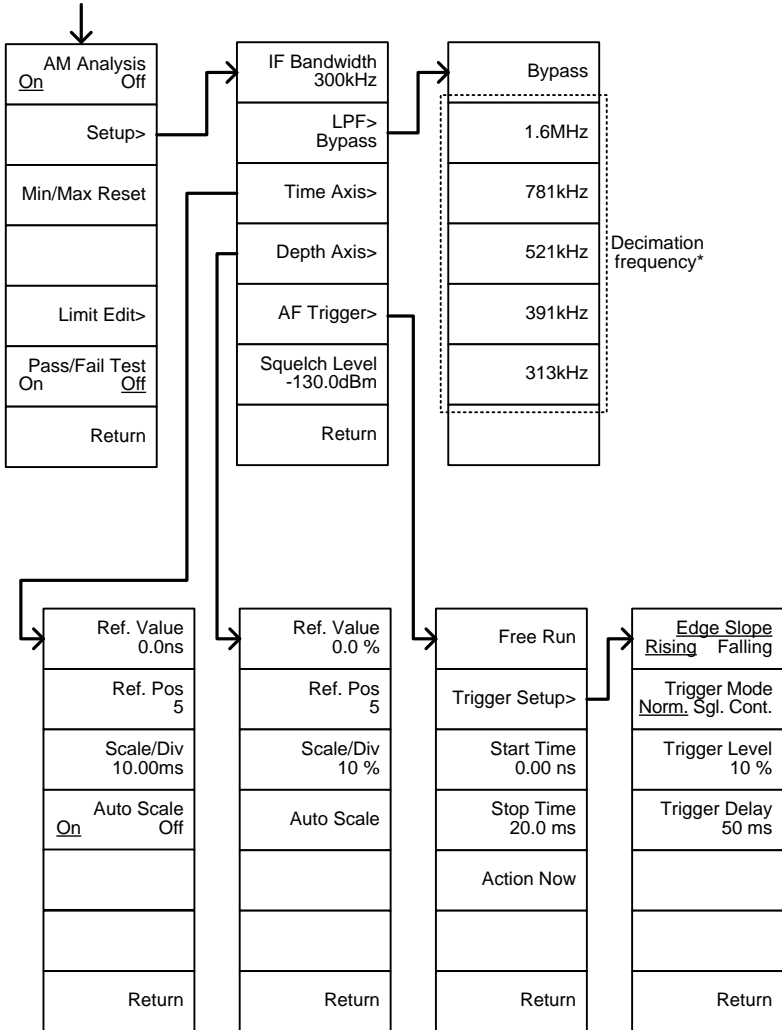 AM Analysis
On Off
Setup>
Min/Max Reset
Limit Edit>
Pass/Fail Test
On Off
Return
IF Bandwidth
300kHz
LPF>
Bypass
Time Axis>
Depth Axis>
AF Trigger>
Squelch Level
-130.0dBm
Return
Bypass
1.6MHz
781kHz
521kHz
391kHz
313kHz
Decimation
frequency*
Ref. Value
0.0ns
Ref. Pos
5
Scale/Div
10.00ms
Auto Scale
On Off
Return
Ref. Value
0.0 %
Ref. Pos
5
Scale/Div
10 %
Auto Scale
Return
Free Run
Trigger Setup>
Start Time
0.00 ns
Stop Time
20.0 ms
Action Now
Return
Edge Slope
Rising Falling
Trigger Mode
Norm. Sgl. Cont.
Trigger Level
10 %
Trigger Delay
50 ms
Return